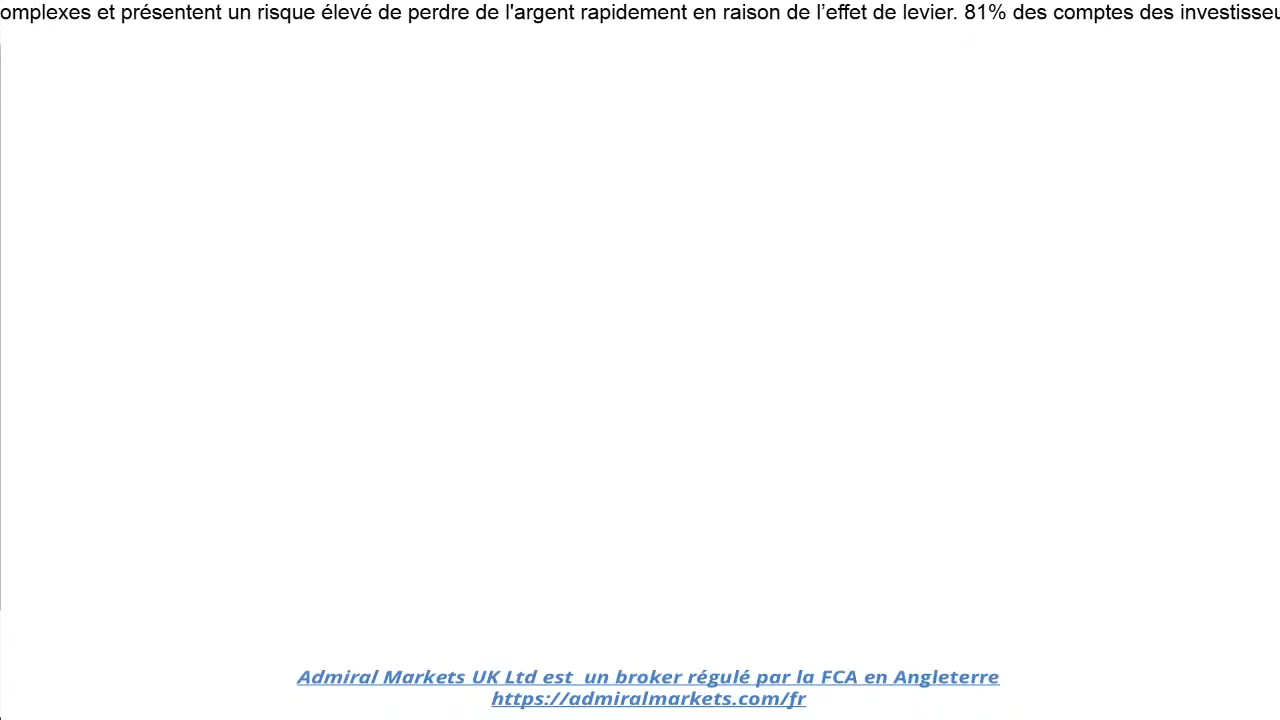 omplexes et présentent un risque élevé de perdre de l'argent rapidement en raison de l’effet de levier. 81% des comptes des investisseu
Admiral Markets UK Ltd est  un broker régulé par la FCA en Angleterre
https://admiralmarkets.com/fr